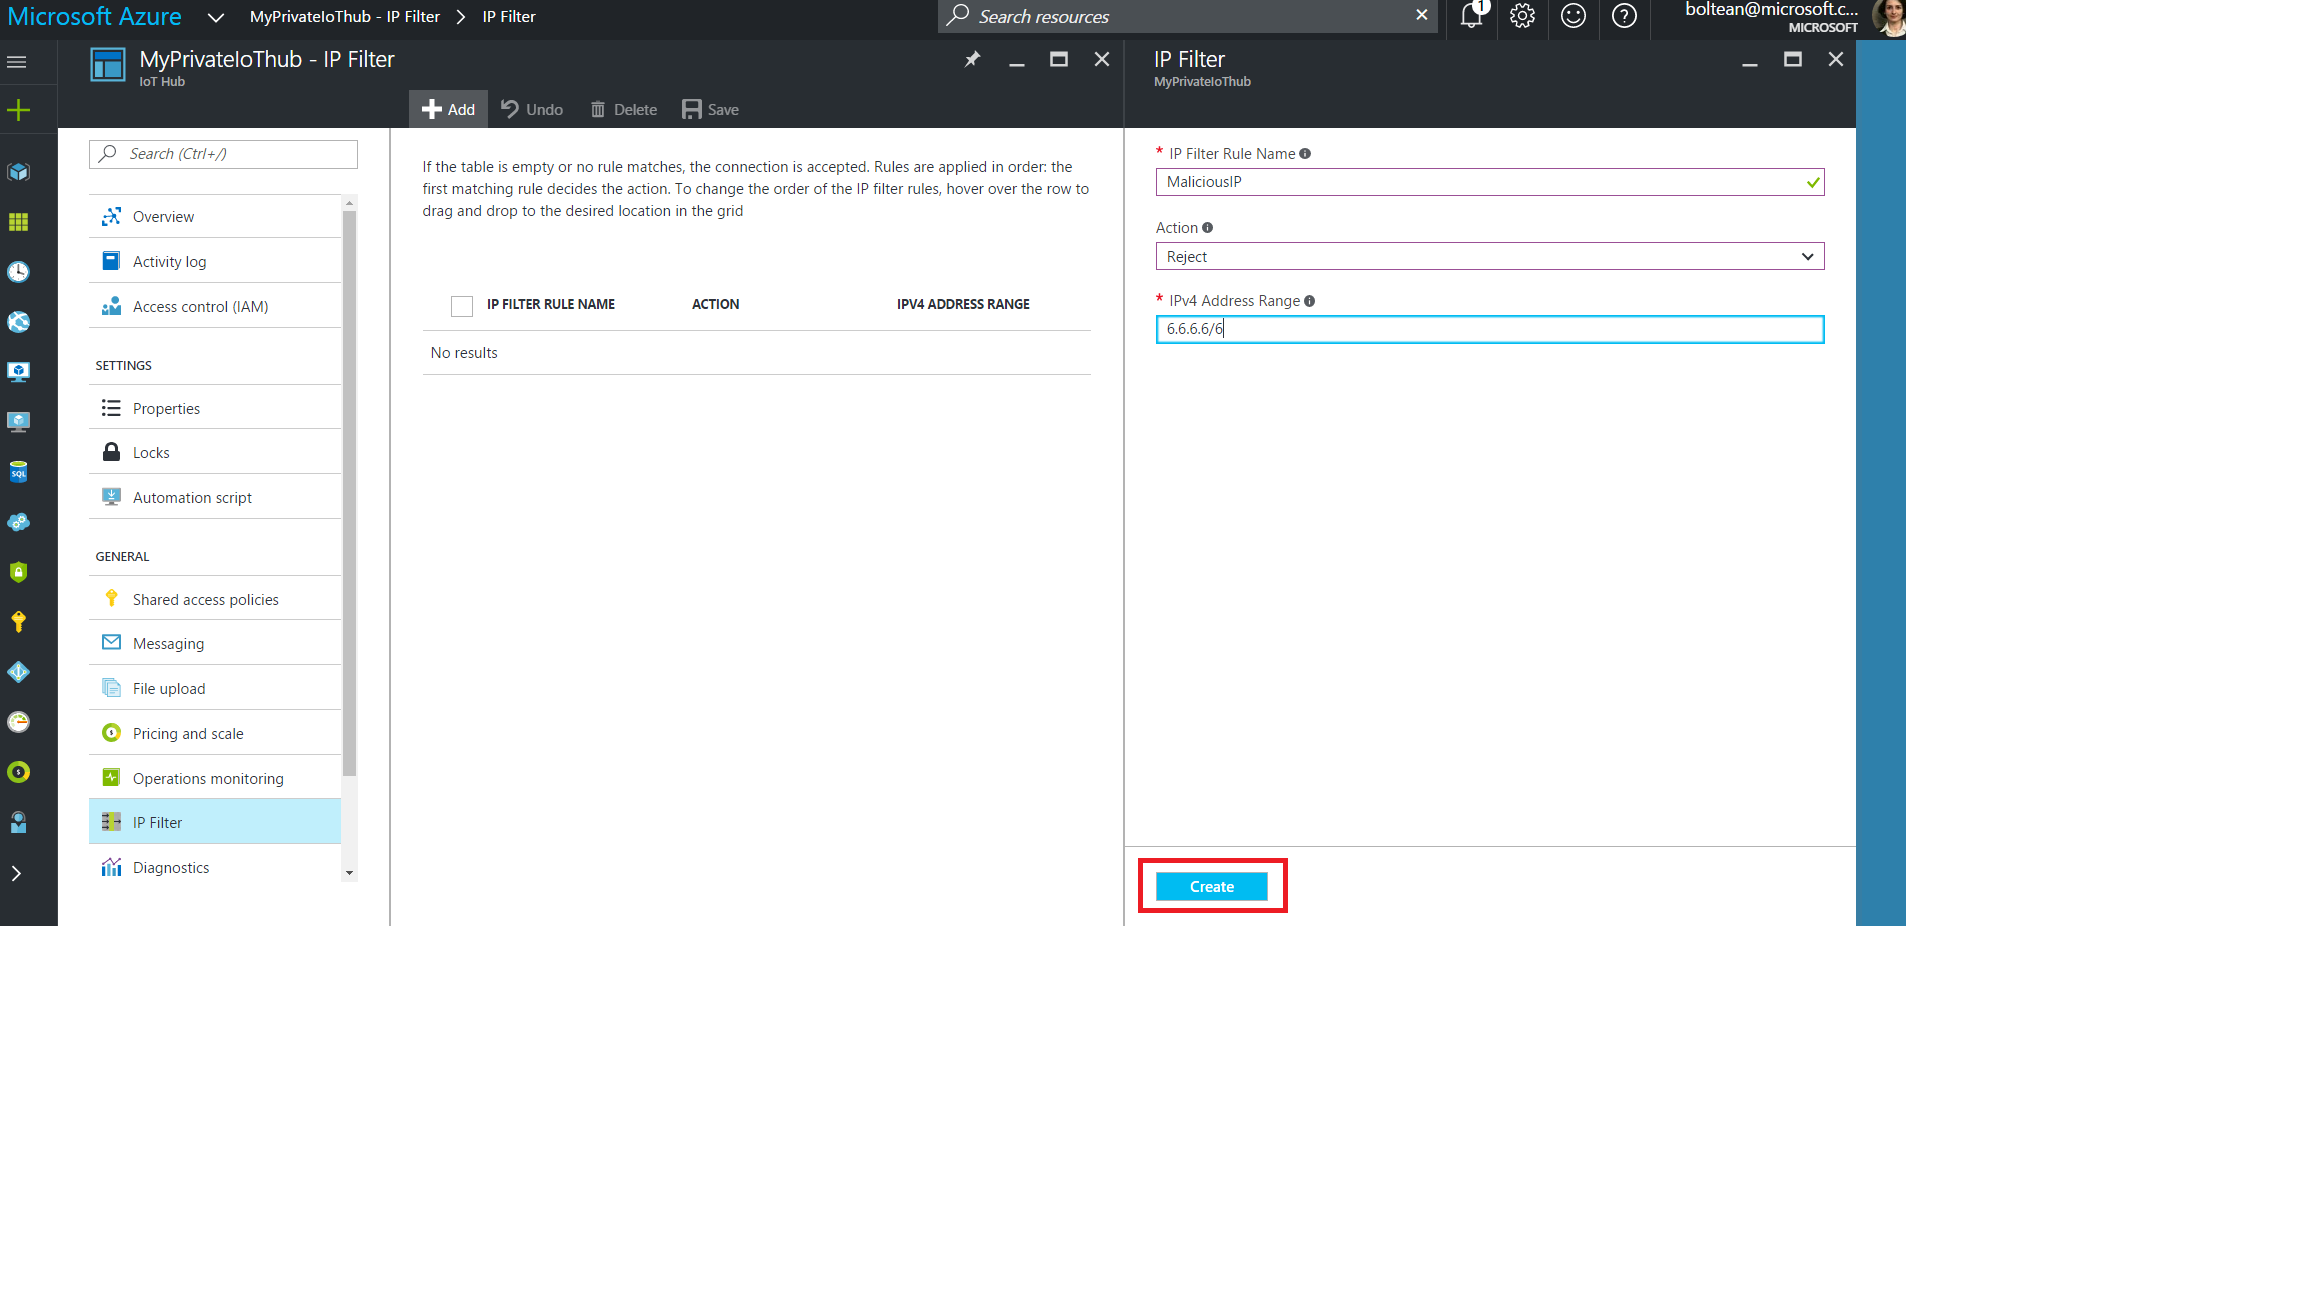 Microsoft Azure
MyPrivateIoThub - IP Filter
IP Filter
Search resources
1
boltean@microsoft.c...
MICROSOFT
MyPrivateIoThub - IP Filter
IoT Hub
Add
Undo
Delete
Save
Search (Ctrl+/)
Overview
Activity log
Access control (IAM)
SETTINGS
Properties
Locks
Automation script
GENERAL
Shared access policies
Messaging
File upload
Pricing and scale
Operations monitoring
IP Filter
Diagnostics
SQL
If the table is empty or no rule matches, the connection is accepted. Rules are applied in order: the
first matching rule decides the action. To change the order of the IP filter rules, hover over the row to
drag and drop to the desired location in the grid
IP FILTER RULE NAME ACTION IPV4 ADDRESS RANGE
No results
IP Filter
MyPrivateIoThub
* IP Filter Rule Name
MaliciousIP
Action
Reject
* IPv4 Address Range
6.6.6.6/6
Create